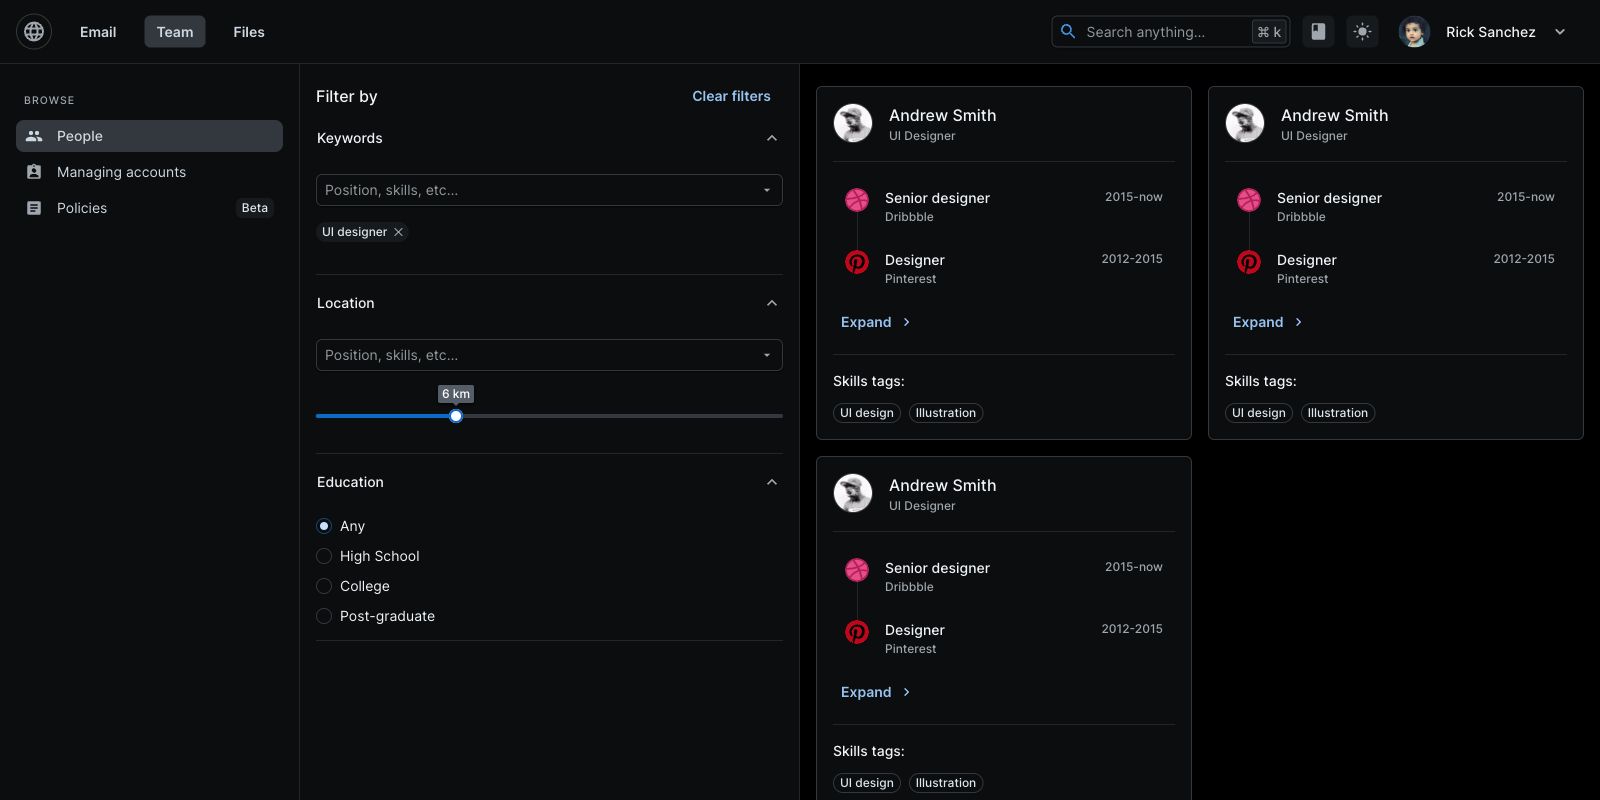 Email
Team
Files
Search anything...
⌘ k
Rick Sanchez
BROWSE
People
Managing accounts
Policies
Beta
Filter by
Clear filters
Keywords
Position, skills, etc...
UI designer
Location
Position, skills, etc...
6 km
Education
Any
High School
College
Post-graduate
Andrew Smith
UI Designer
Senior designer
2015-now
Dribbble
Designer
2012-2015
Pinterest
Expand
Skills tags:
UI design
Illustration
Andrew Smith
UI Designer
Senior designer
2015-now
Dribbble
Designer
2012-2015
Pinterest
Expand
Skills tags:
UI design
Illustration
Andrew Smith
UI Designer
Senior designer
2015-now
Dribbble
Designer
2012-2015
Pinterest
Expand
Skills tags:
UI design
Illustration